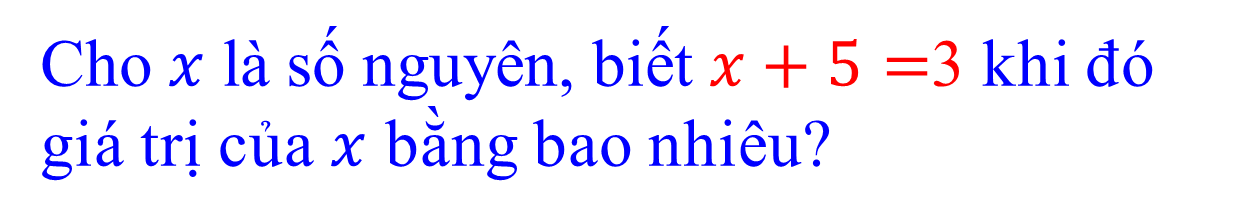 Cho x là số nguyên, biết x + 5 =3 khi đó
giá trị của x bằng bao nhiêu?